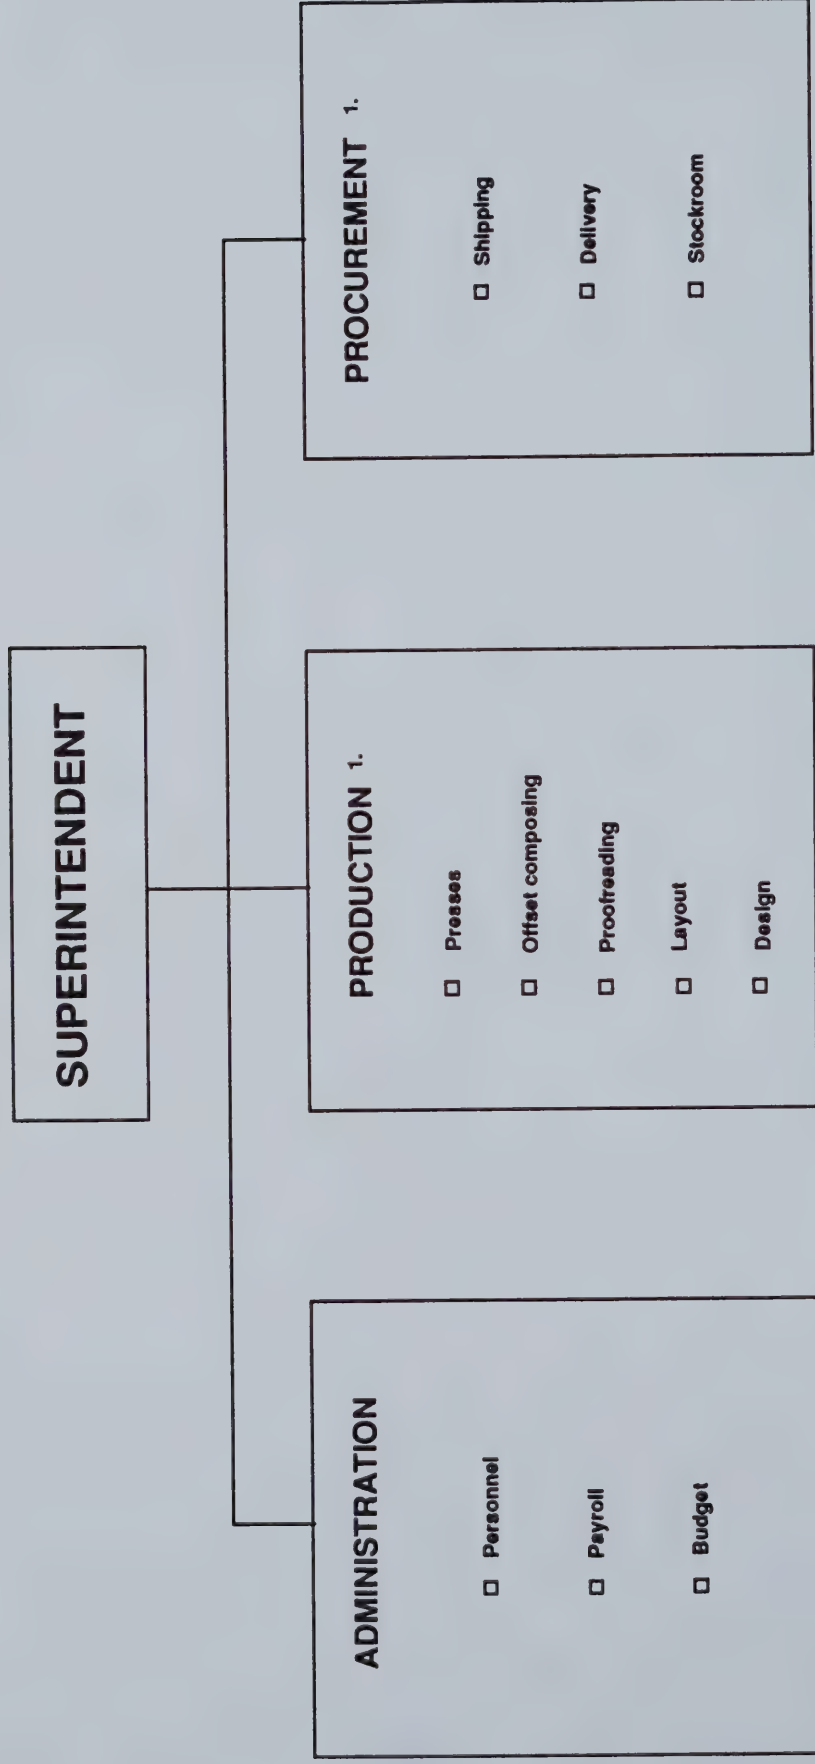 SUPERINTENDENT
ADMINISTRATION
□ Personnel
□ Payroll
□ Budget
PRODUCTION 1.
□ Presses
□ Offset composing
□ Proofreading
□ Layout
□ Design
PROCUREMENT 1.
□ Shipping
□ Delivery
□ Stockroom